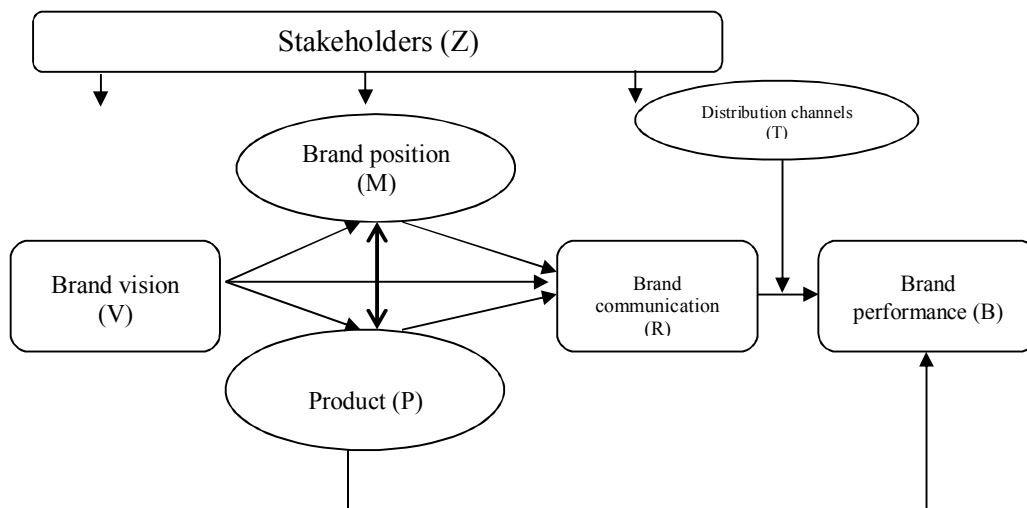 Stakeholders (Z)
Distribution channels
(T)
Brand position
(M)
Brand vision
(V)
Brand
communication
(R)
Brand
performance (B)
Product (P)